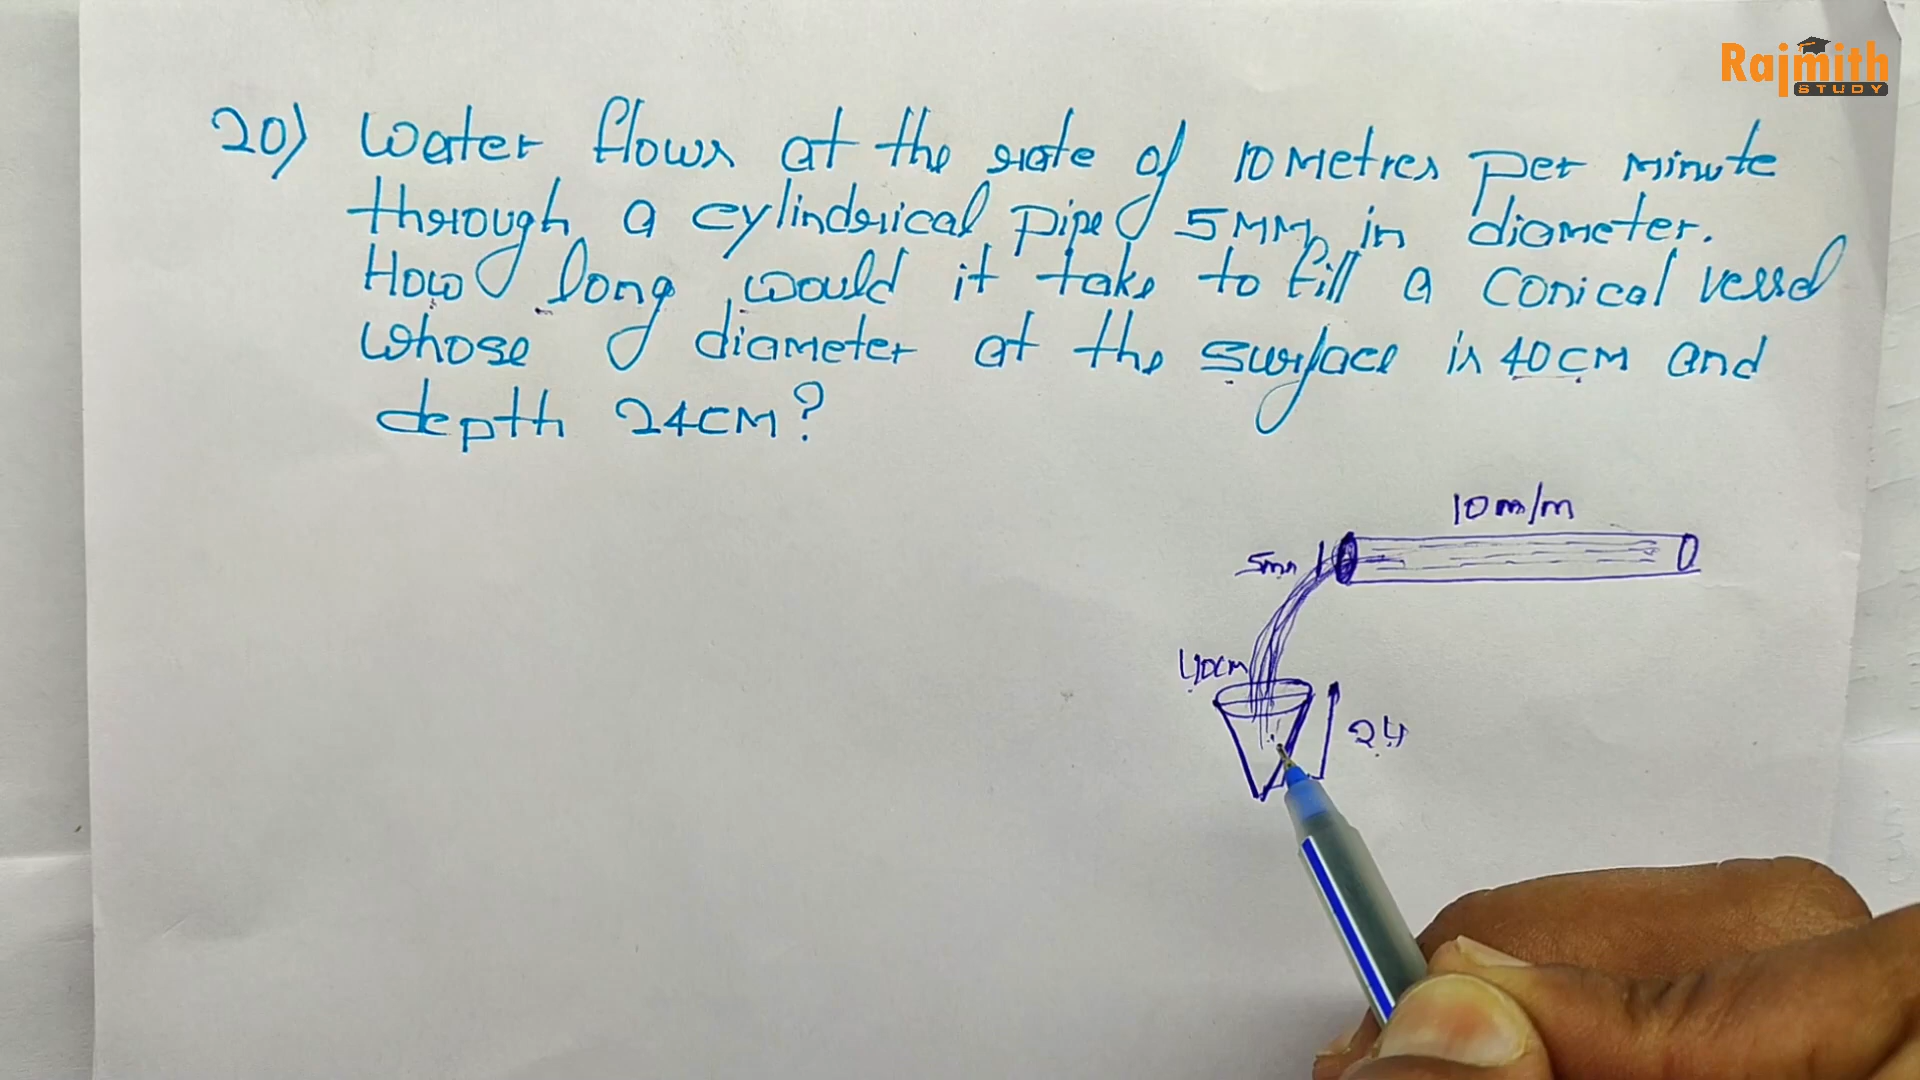 Rajmith
STUDY
20) Water flows at the rate of 10 Metres per minute
through a cylindrical pipe 5MM in diameter.
How long would it take to fill a conical vessel
whose diameter at the surface is 40CM and
depth 24CM?
10m/m
5mm
40cm
24